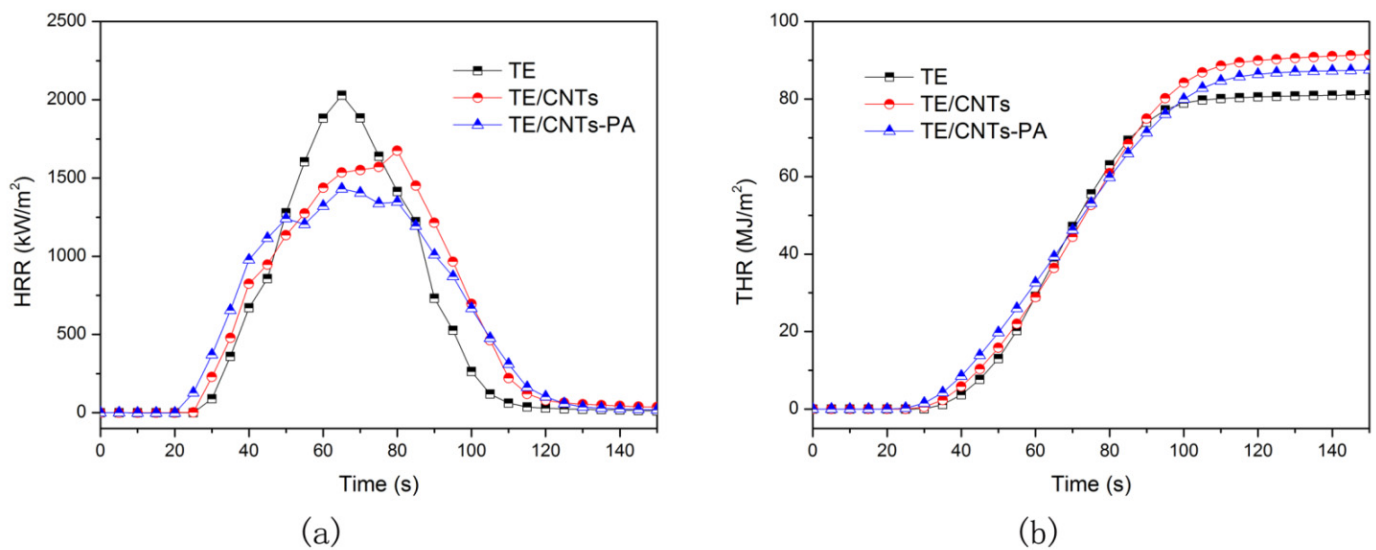 2500
2000
1500
1000
500
0
HRR (kW/m²)
TE
TE/CNTs
TE/CNTs-PA
0 20 40 60 80 100 120 140
Time (s)
(a)
100
80
60
40
20
0
THR (MJ/m²)
TE
TE/CNTs
TE/CNTs-PA
0 20 40 60 80 100 120 140
Time (s)
(b)